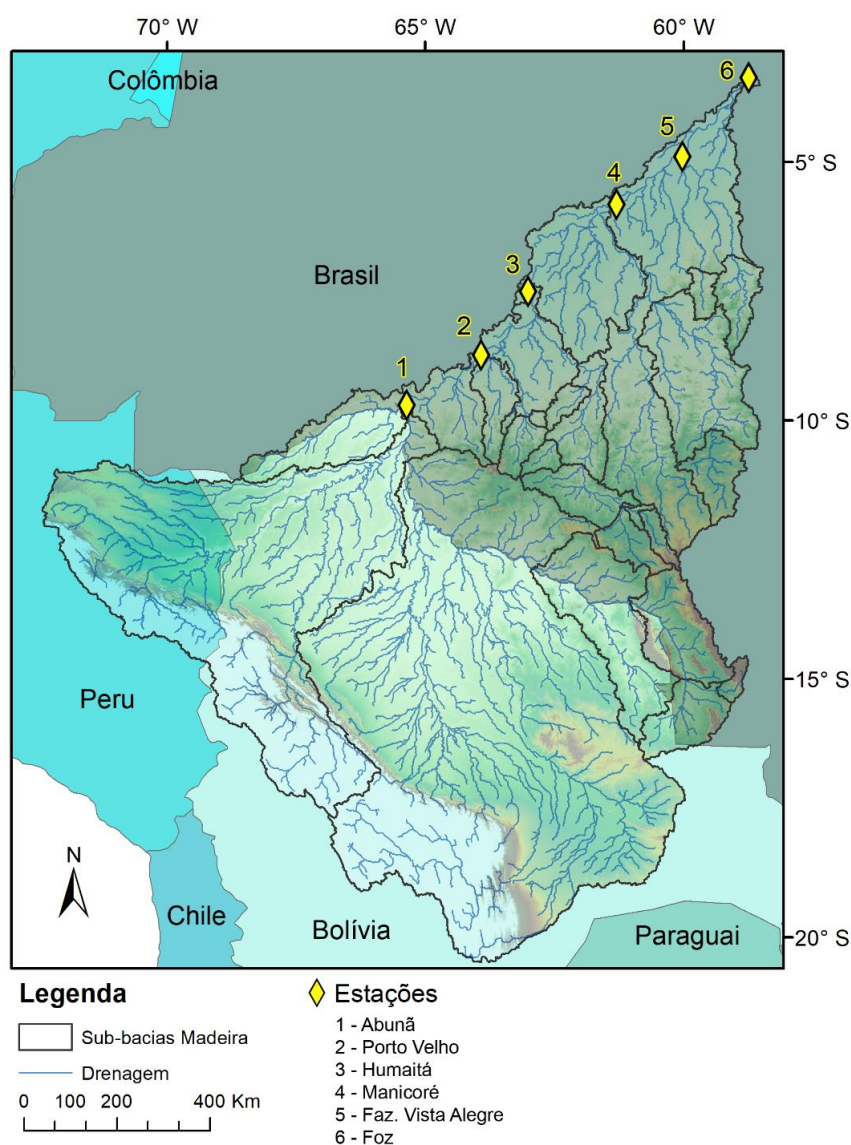 70° W 65° W 60° W
Colômbia
6
5
5° S
4
Brasil
3
2
1
10° S
15° S
Peru
N
Chile
Bolívia
Paraguai
20° S
Legenda
Sub-bacias Madeira
Drenagem
0 100 200 400 Km
Estações
1 - Abunã
2 - Porto Velho
3 - Humaitá
4 - Manicoré
5 - Faz. Vista Alegre
6 - Foz